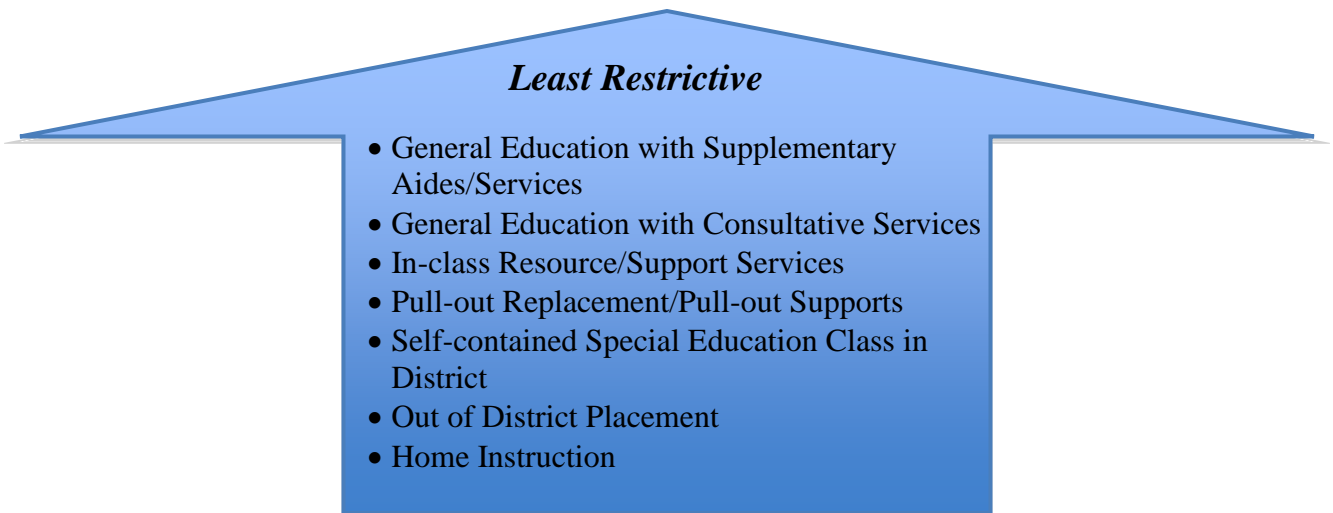 Least Restrictive
• General Education with Supplementary
Aides/Services
• General Education with Consultative Services
• In-class Resource/Support Services
• Pull-out Replacement/Pull-out Supports
• Self-contained Special Education Class in
District
• Out of District Placement
• Home Instruction